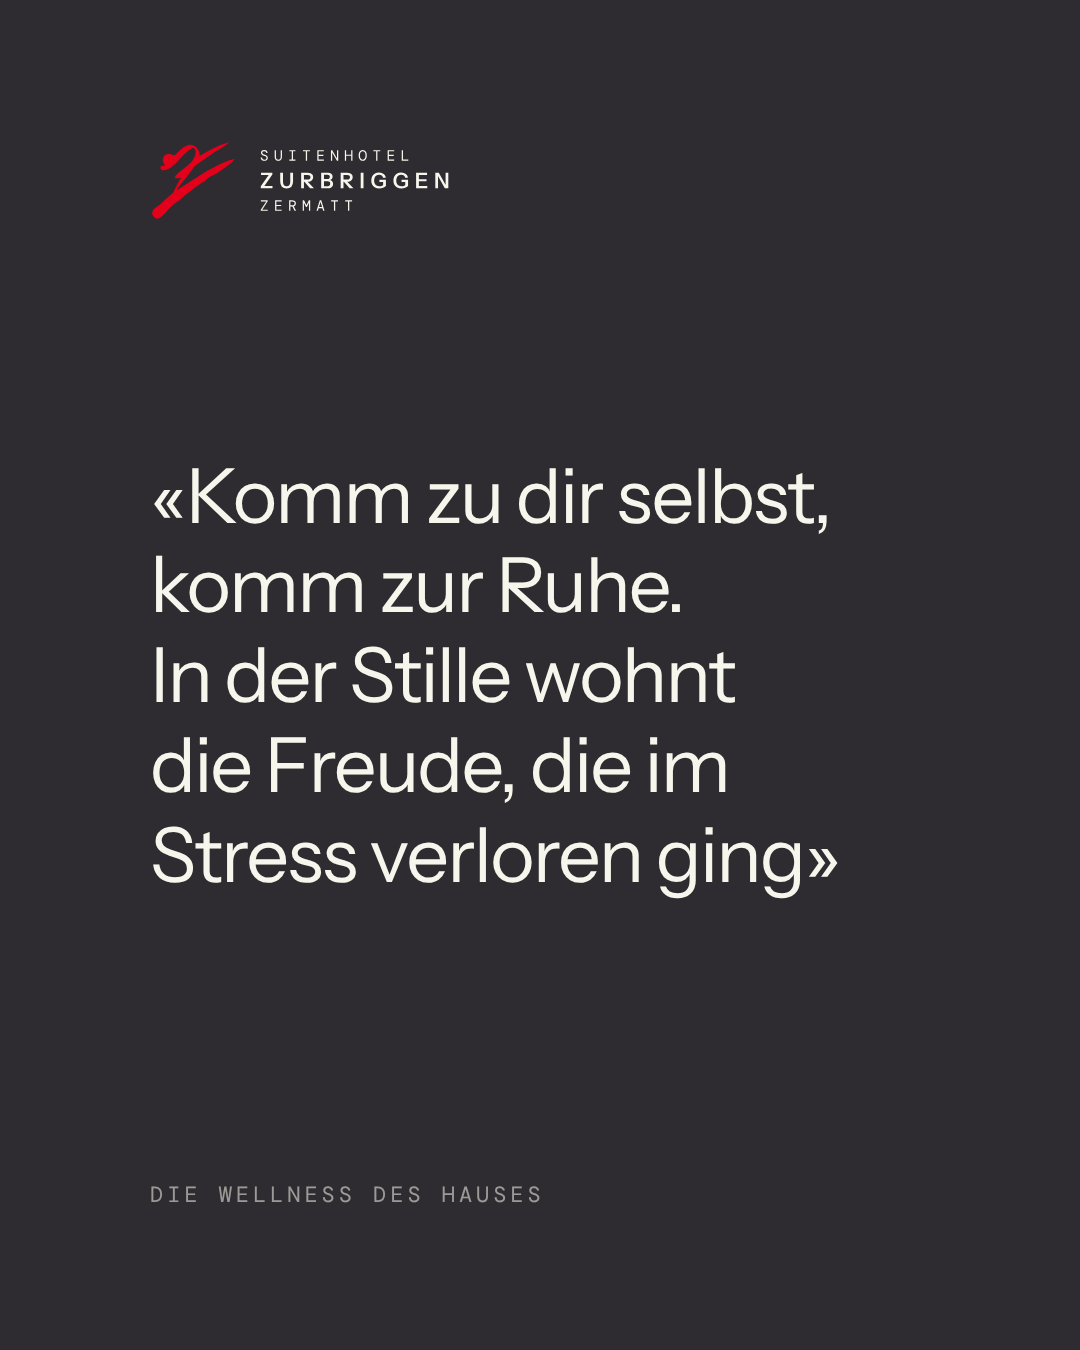 SUITENHOTEL
ZURBRIGGEN
ZERMATT
«Komm zu dir selbst,
komm zur Ruhe.
In der Stille wohnt
die Freude, die im
Stress verloren ging»
DIE WELLNESS DES HAUSES